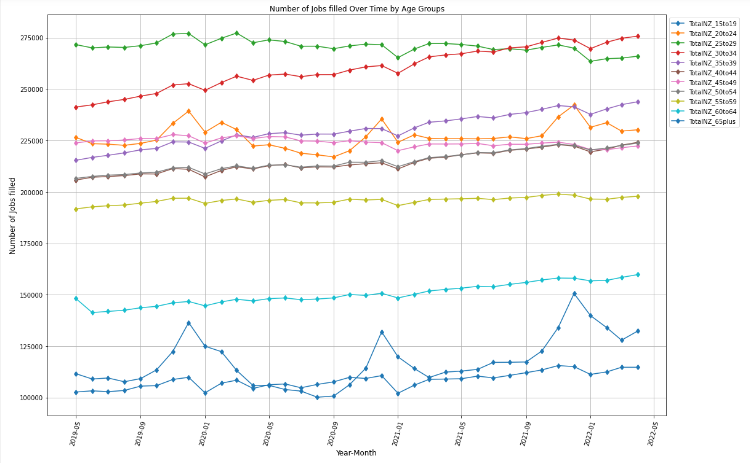 Number of Jobs filled Over Time by Age Groups
275000
250000
225000
200000
175000
150000
125000
100000
Number of Jobs filled
2019-05
2019-09
2020-01
2020-05
2020-09
2021-01
2021-05
2021-09
2022-01
2022-05
Year-Month
TotalNZ_15to19
TotalNZ_20to24
TotalNZ_25to29
TotalNZ_30to34
TotalNZ_35to39
TotalNZ_40to44
TotalNZ_45to49
TotalNZ_50to54
TotalNZ_55to59
TotalNZ_60to64
TotalNZ_65plus